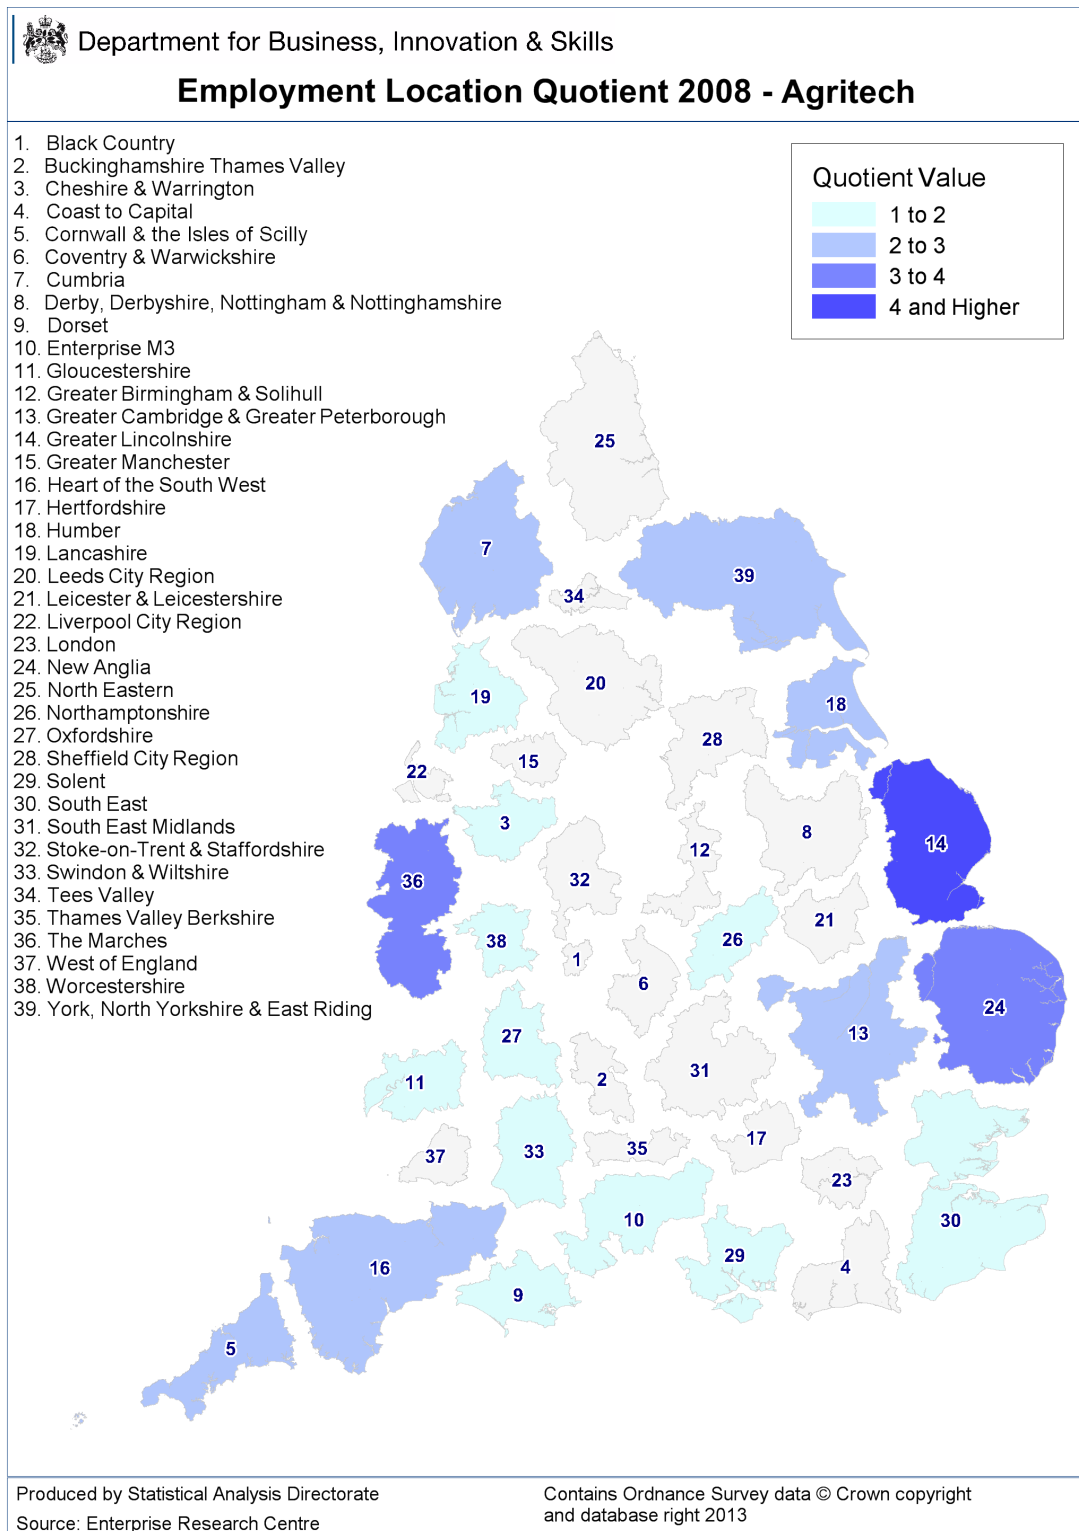 Department for Business, Innovation & Skills
Employment Location Quotient 2008 - Agritech
1. Black Country
2. Buckinghamshire Thames Valley
3. Cheshire & Warrington
4. Coast to Capital
5. Cornwall & the Isles of Scilly
6. Coventry & Warwickshire
7. Cumbria
8. Derby, Derbyshire, Nottingham & Nottinghamshire
9. Dorset
10. Enterprise M3
11. Gloucestershire
12. Greater Birmingham & Solihull
13. Greater Cambridge & Greater Peterborough
14. Greater Lincolnshire
15. Greater Manchester
16. Heart of the South West
17. Hertfordshire
18. Humber
19. Lancashire
20. Leeds City Region
21. Leicester & Leicestershire
22. Liverpool City Region
23. London
24. New Anglia
25. North Eastern
26. Northamptonshire
27. Oxfordshire
28. Sheffield City Region
29. Solent
30. South East
31. South East Midlands
32. Stoke-on-Trent & Staffordshire
33. Swindon & Wiltshire
34. Tees Valley
35. Thames Valley Berkshire
36. The Marches
37. West of England
38. Worcestershire
39. York, North Yorkshire & East Riding
Quotient Value
1 to 2
2 to 3
3 to 4
4 and Higher
25
7
39
34
20
19
18
28
15
22
3
8
14
12
36
32
21
26
38
1
6
24
13
27
31
2
11
17
35
33
37
23
10
30
29
4
16
9
5
Produced by Statistical Analysis Directorate
Source: Enterprise Research Centre
Contains Ordnance Survey data © Crown copyright
and database right 2013